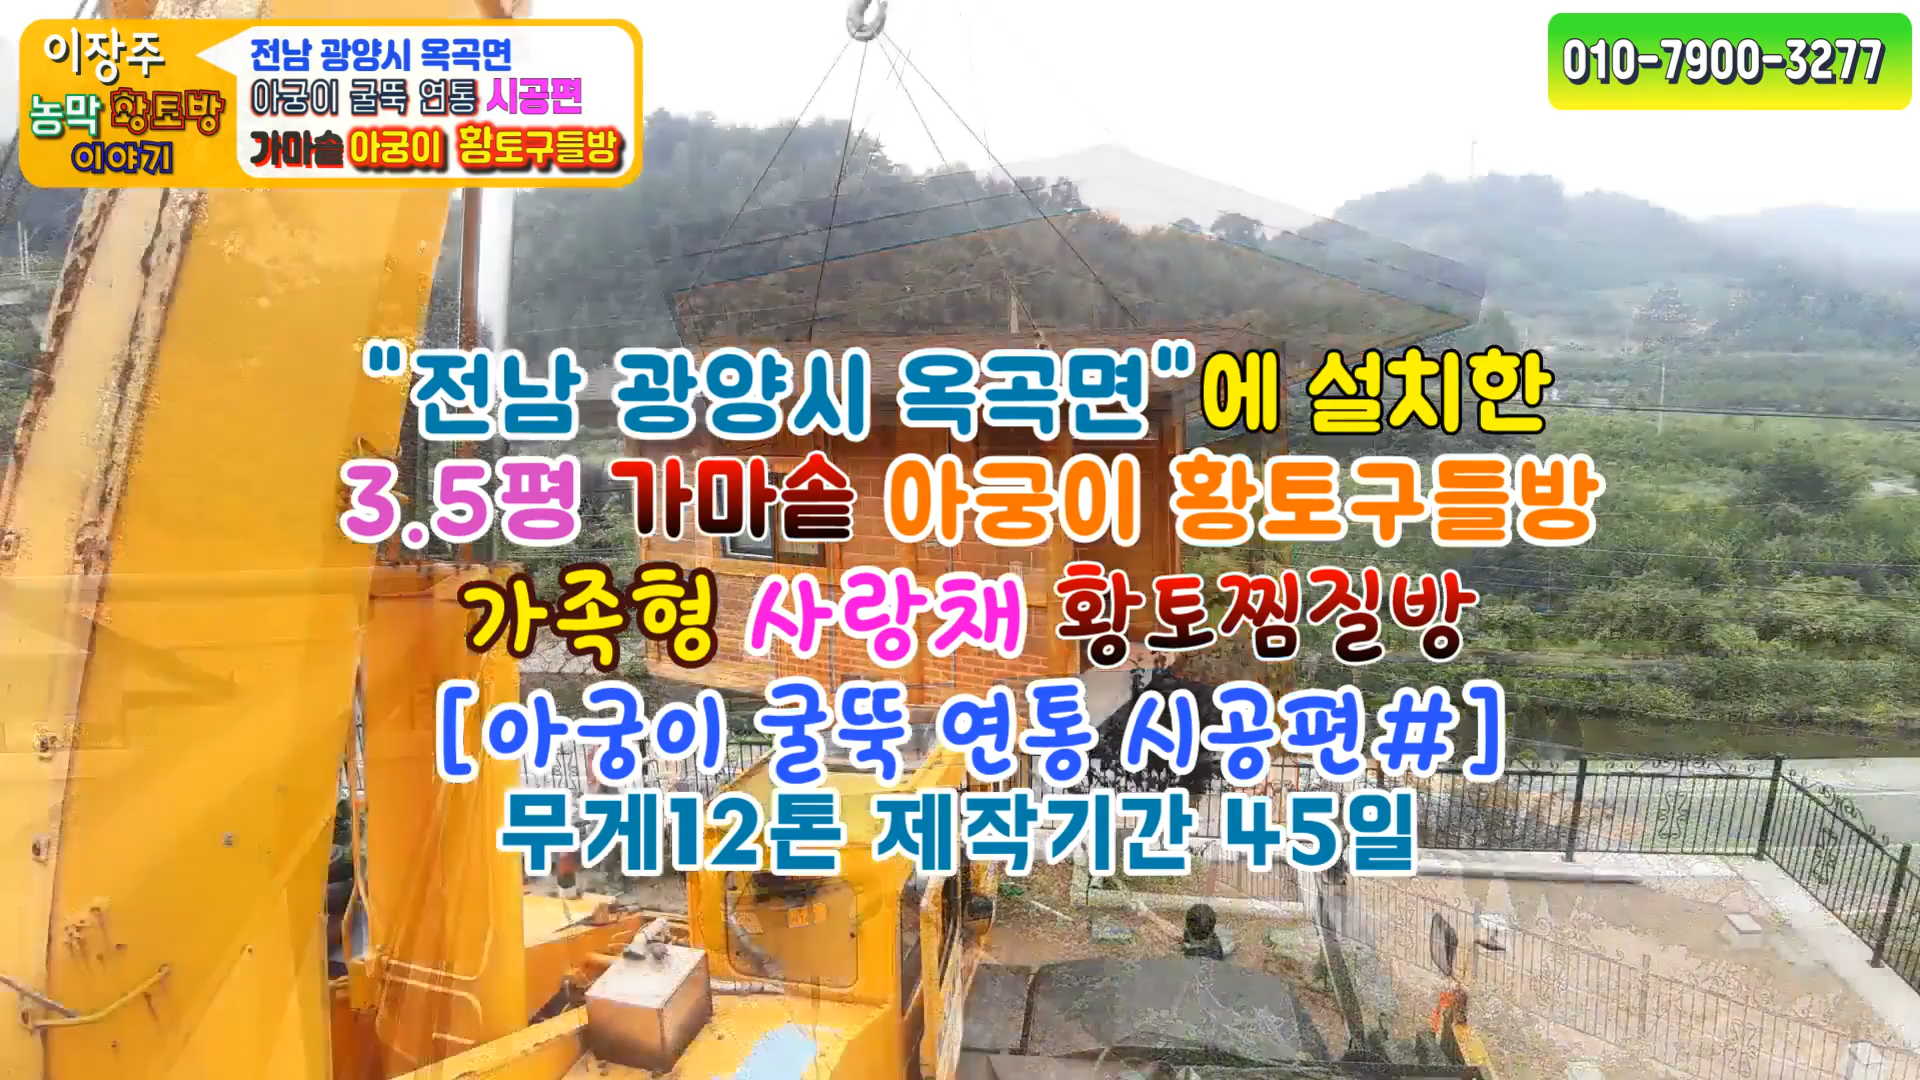 이장주
농막 황토방
이야기
전남 광양시 옥곡면
아궁이 굴뚝 연통 시공편
가마솥 아궁이 황토구들방
010-7900-3277
"전남 광양시 옥곡면"에 설치한
3.5평 가마솥 아궁이 황토구들방
가족형 사랑채 황토찜질방
[아궁이 굴뚝 연통 시공편#]
무게12톤 제작기간 45일